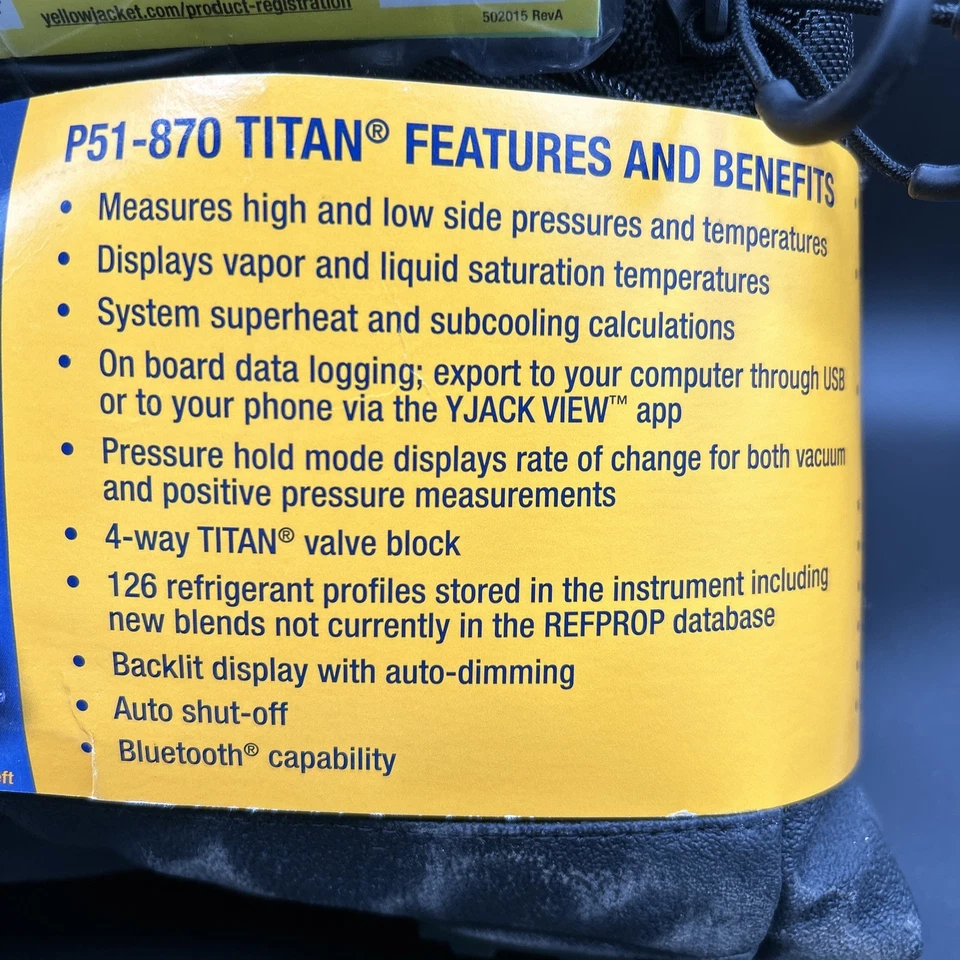 yellowjacket.com/product-registration
502015 RevA
P51-870 TITAN® FEATURES AND BENEFITS
• Measures high and low side pressures and temperatures
• Displays vapor and liquid saturation temperatures
• System superheat and subcooling calculations
• On board data logging; export to your computer through USB
or to your phone via the YJACK VIEW™ app
• Pressure hold mode displays rate of change for both vacuum
and positive pressure measurements
• 4-way TITAN® valve block
• 126 refrigerant profiles stored in the instrument including
new blends not currently in the REFPROP database
• Backlit display with auto-dimming
• Auto shut-off
• Bluetooth® capability